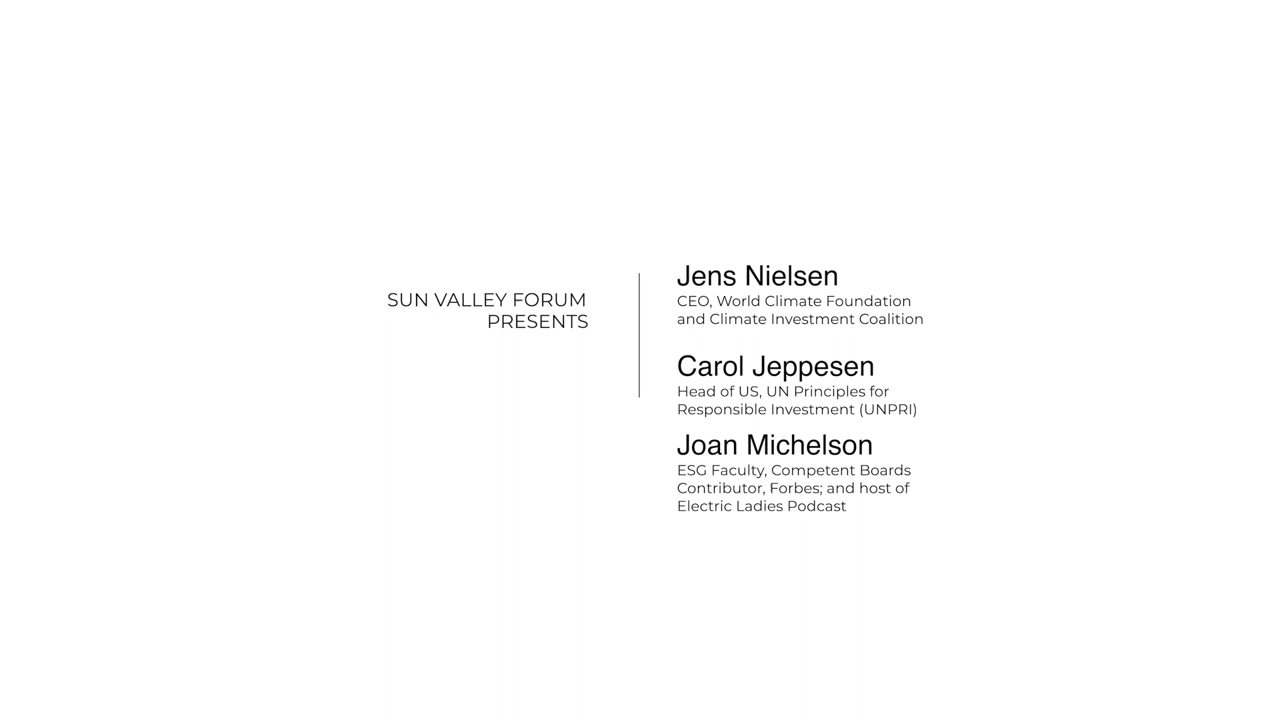 SUN VALLEY FORUM
PRESENTS
Jens Nielsen
CEO, World Climate Foundation
and Climate Investment Coalition
Carol Jeppesen
Head of US, UN Principles for
Responsible Investment (UNPRI)
Joan Michelson
ESG Faculty, Competent Boards
Contributor, Forbes; and host of
Electric Ladies Podcast